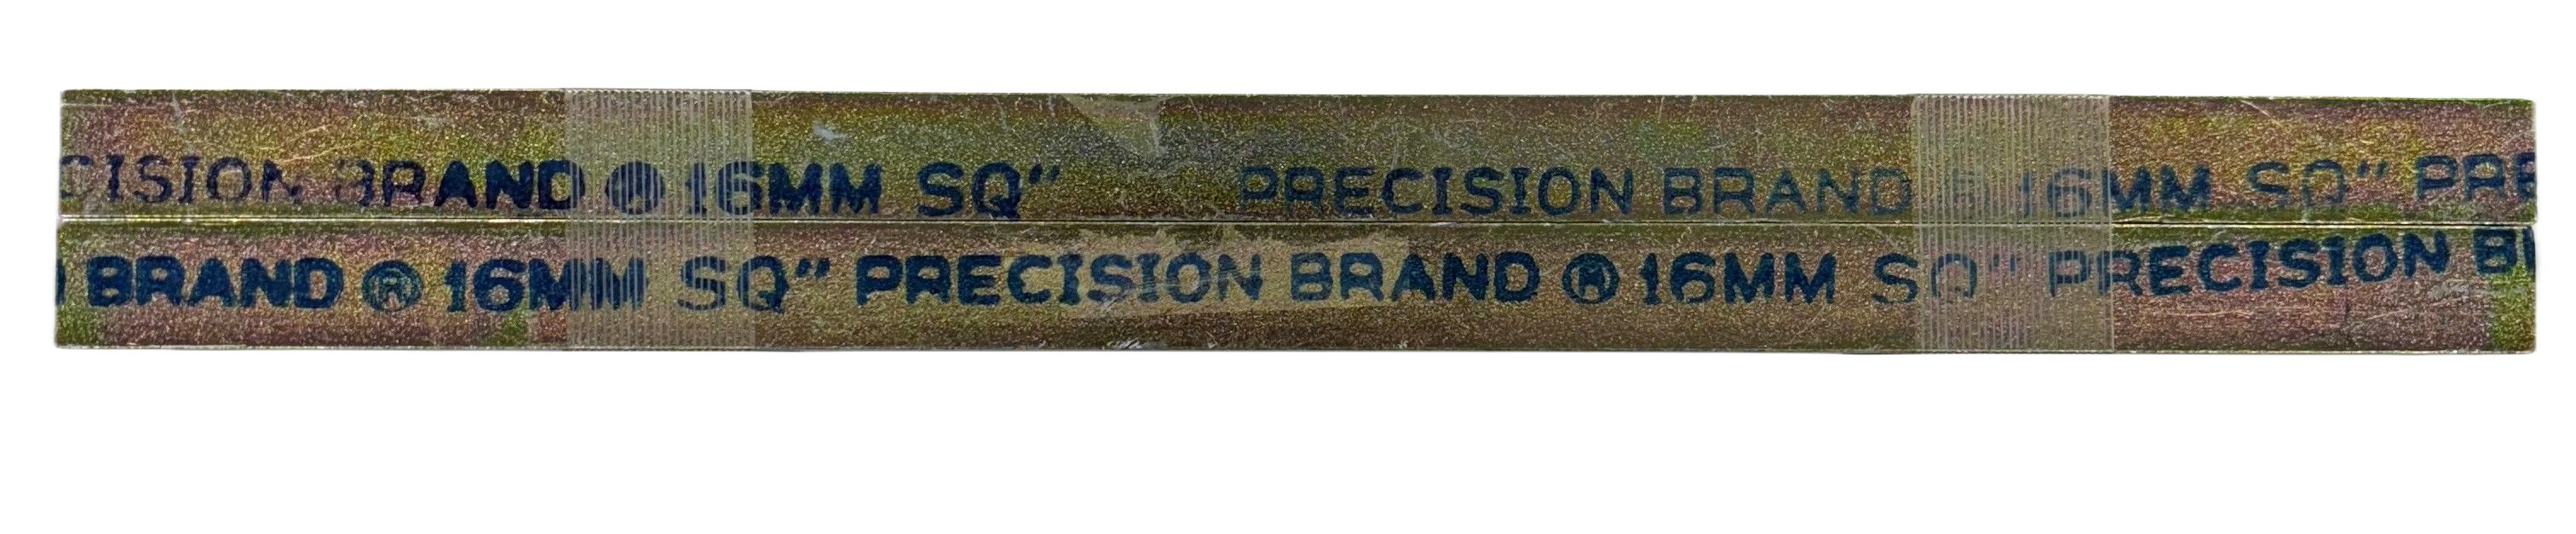 CISION BRAND ® 16MM SQ" PRECISION BRAND ® 16MM SQ" PRE
BRAND ® 16MM SQ" PRECISION BRAND ® 16MM SQ" PRECISION B